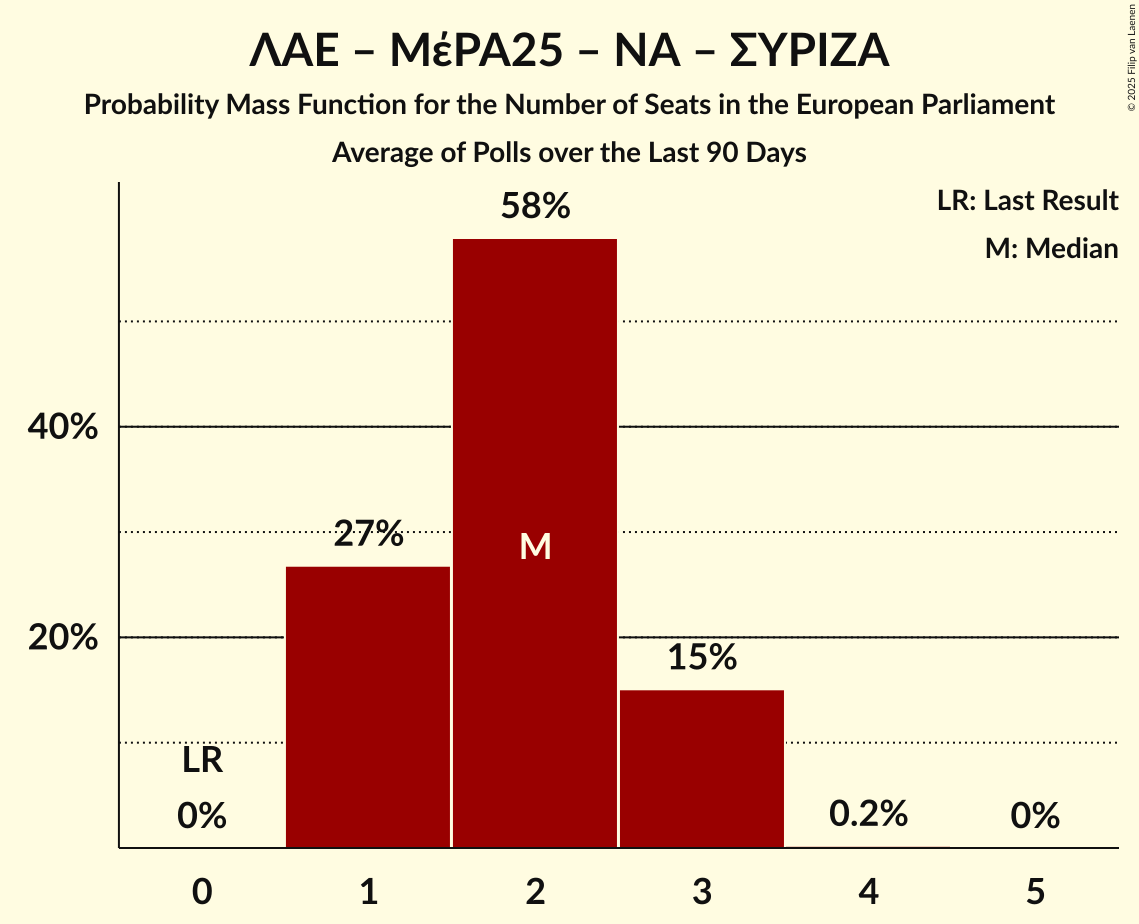 ΛΑΕ – ΜέΡΑ25 – ΝΑ – ΣΥΡΙΖΑ
Probability Mass Function for the Number of Seats in the European Parliament
Average of Polls over the Last 90 Days
© 2025 Filip van Laenen
LR: Last Result
M: Median
58%
40%
27%
M
20%
15%
LR
0%
0.2%
0%
0 1 2 3 4 5